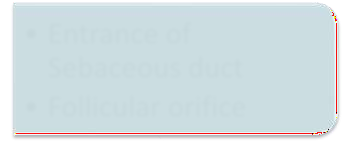 • Entrance of
Sebaceous duct
• Follicular orifice